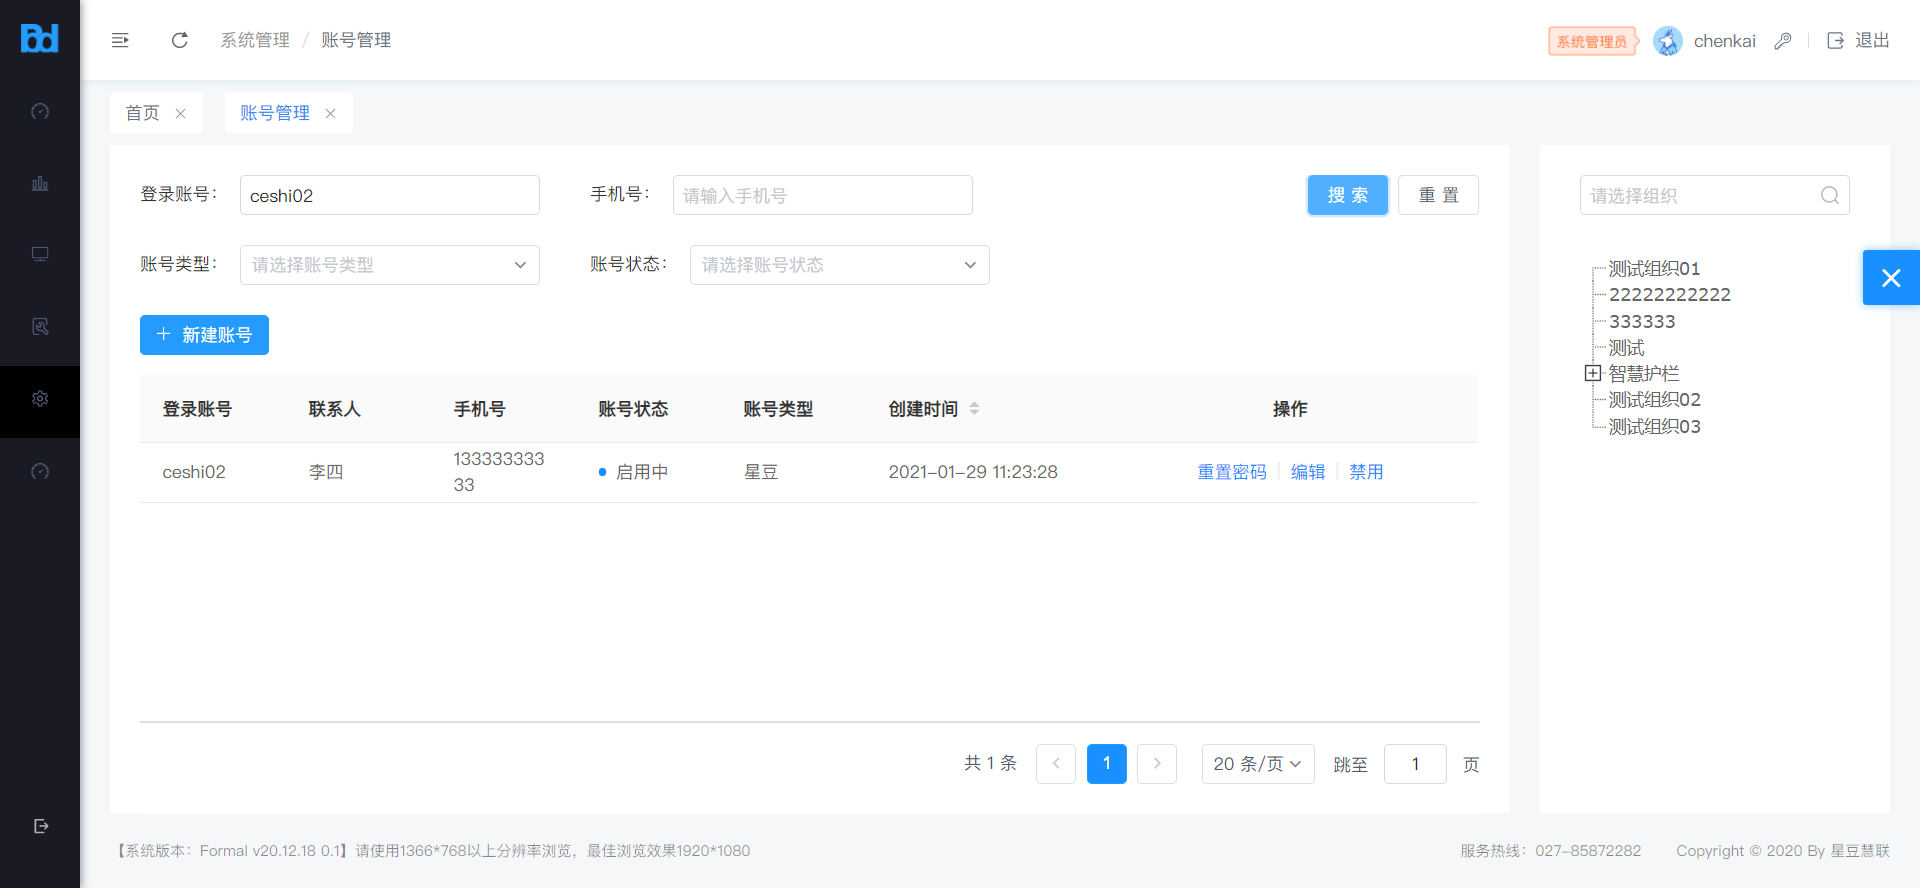 系统管理 / 账号管理
系统管理员 chenkai 退出
首页 账号管理
登录账号： ceshi02 手机号： 请输入手机号 搜 索 重 置
账号类型： 请选择账号类型 账号状态： 请选择账号状态
新建账号
登录账号 联系人 手机号 账号状态 账号类型 创建时间 操作
ceshi02 李四 13333333333 启用中 星豆 2021-01-29 11:23:28 重置密码 编辑 禁用
共 1 条 1 20 条/页 跳至 1 页
请选择组织
测试组织01
22222222222
333333
测试
智慧护栏
测试组织02
测试组织03
【系统版本：Formal v20.12.18 0.1】请使用1366*768以上分辨率浏览，最佳浏览效果1920*1080
服务热线：027-85872282 Copyright © 2020 By 星豆慧联